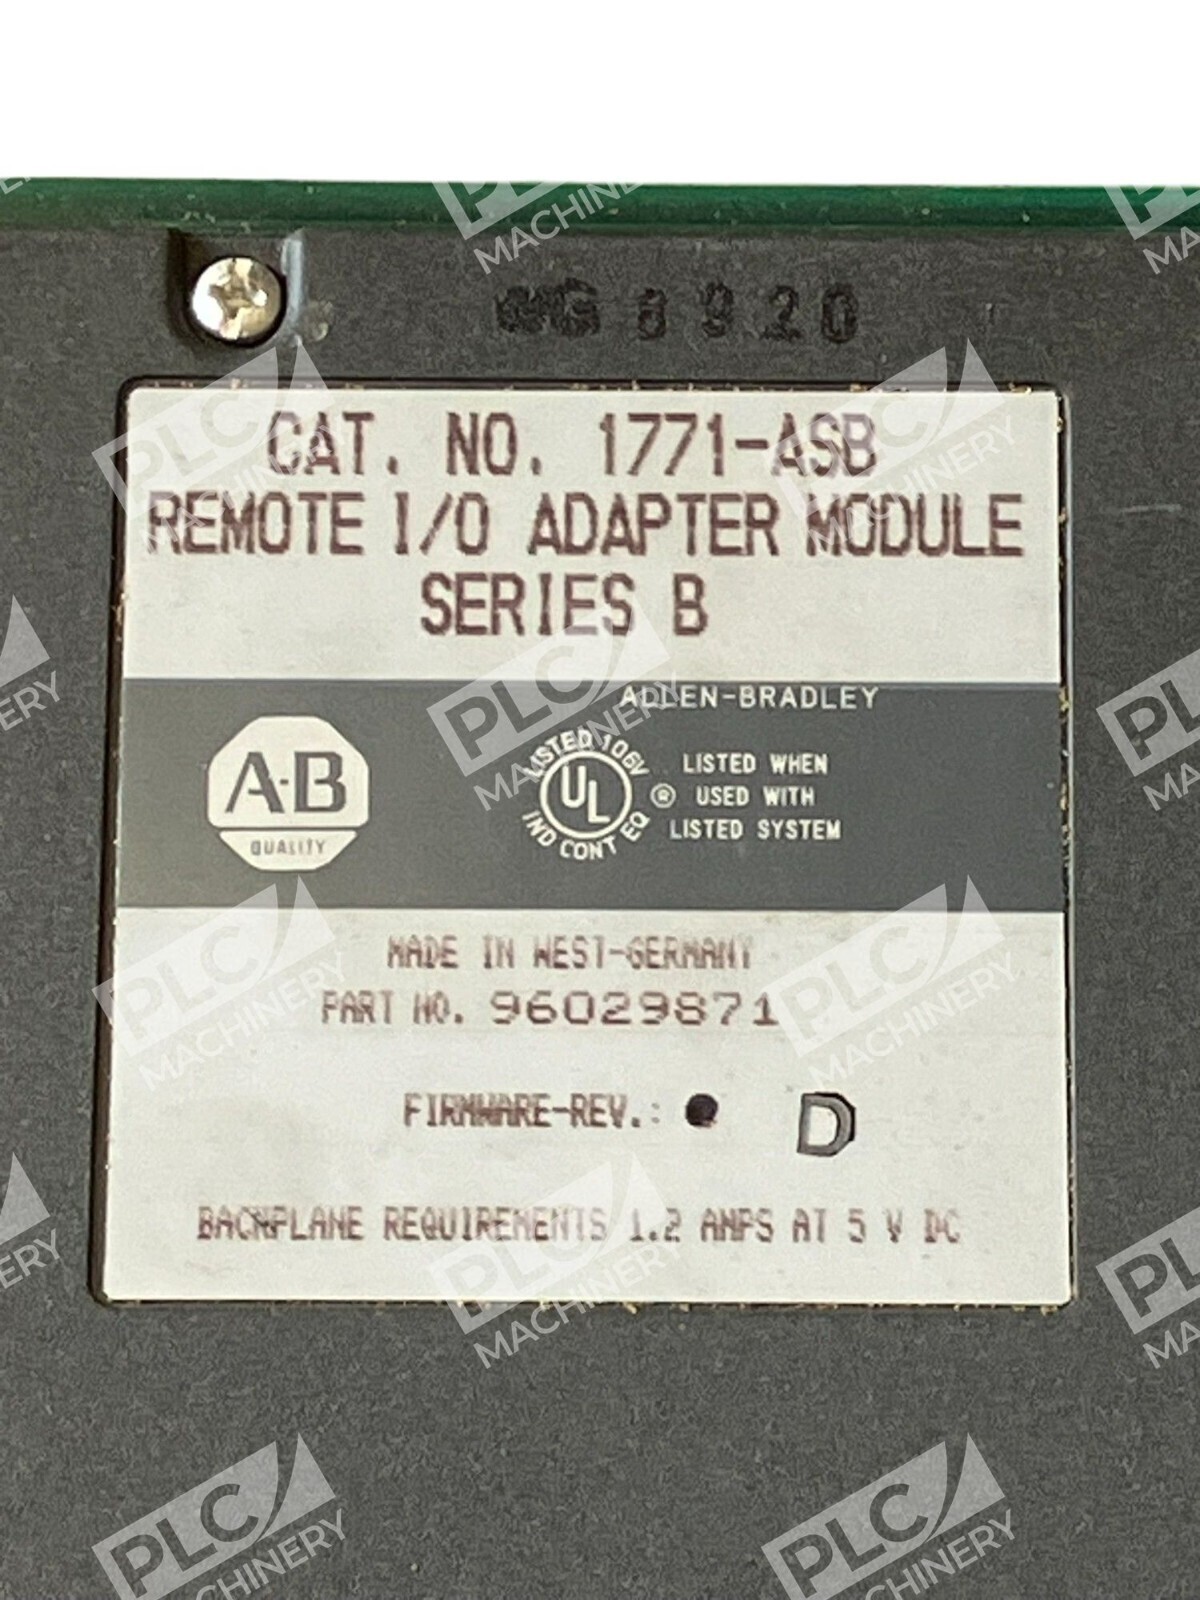 8920
CAT. NO. 1771-ASB
REMOTE I/O ADAPTER MODULE
SERIES B
ALLEN-BRADLEY
A-B
QUALITY
LISTED 106V
UL
IND CONT EQ
®
LISTED WHEN
USED WITH
LISTED SYSTEM
MADE IN WEST-GERMANY
PART NO. 96029871
FIRMWARE-REV.: D
BACKPLANE REQUIREMENTS 1.2 AMPS AT 5 V DC
PLC MACHINERY